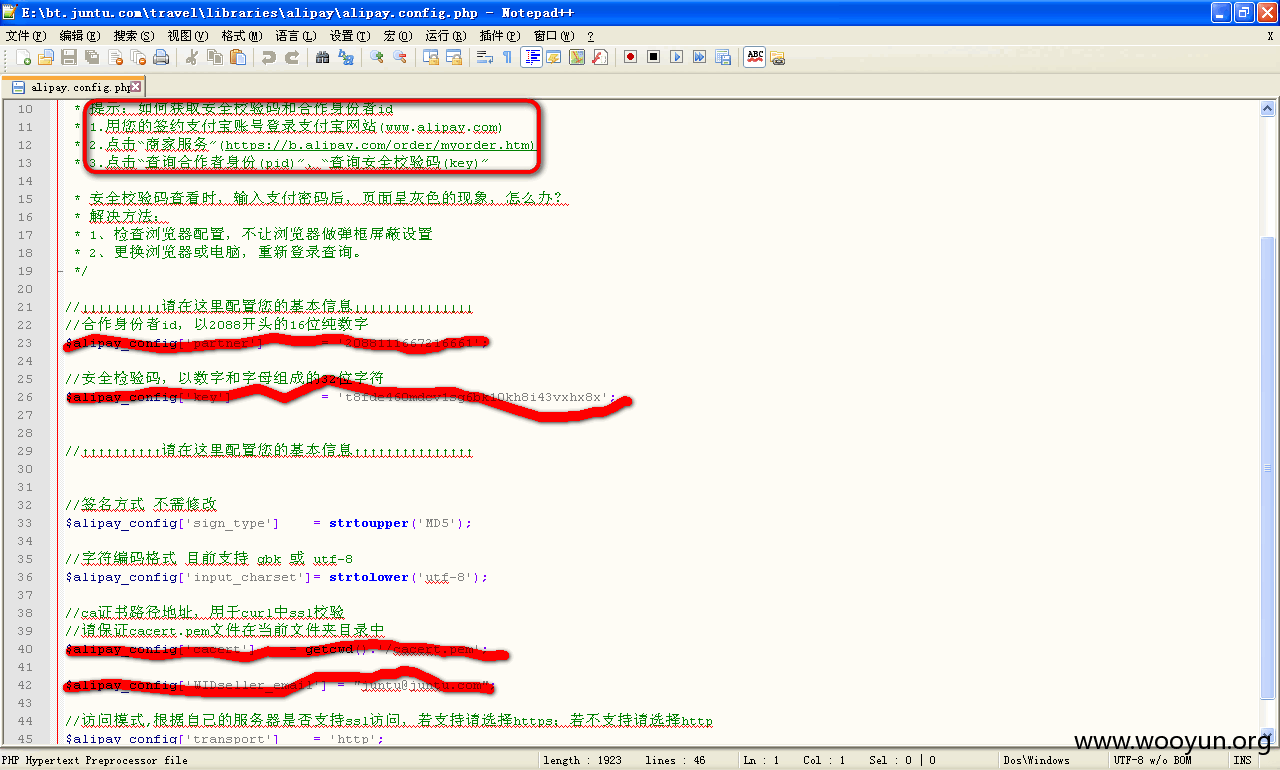 E:\bt.juntu.com\travel\libraries\alipay\alipay.config.php - Notepad++
文件(F) 编辑(E) 搜索(S) 视图(V) 格式(M) 语言(L) 设置(T) 宏(O) 运行(R) 插件(P) 窗口(W) ? X
alipay.config.php
10 * 提示：如何获取安全校验码和合作身份者id
11 * 1.用您的签约支付宝账号登录支付宝网站(www.alipay.com)
12 * 2.点击“商家服务”(https://b.alipay.com/order/myorder.htm)
13 * 3.点击“查询合作者身份(pid)”、“查询安全校验码(key)”
14
15 * 安全校验码查看时，输入支付密码后，页面呈灰色的现象，怎么办？
16 * 解决方法：
17 * 1、检查浏览器配置，不让浏览器做弹框屏蔽设置
18 * 2、更换浏览器或电脑，重新登录查询。
19 */
20
21 //↓↓↓↓↓↓↓↓↓↓请在这里配置您的基本信息↓↓↓↓↓↓↓↓↓↓↓↓↓↓↓
22 //合作身份者id，以2088开头的16位纯数字
23 $alipay_config['partner'] =
24
25 //安全检验码，以数字和字母组成的32位字符
26 $alipay_config['key'] =
27
28
29 //↑↑↑↑↑↑↑↑↑↑请在这里配置您的基本信息↑↑↑↑↑↑↑↑↑↑↑↑↑↑↑
30
31
32 //签名方式 不需修改
33 $alipay_config['sign_type'] = strtoupper('MD5');
34
35 //字符编码格式 目前支持 gbk 或 utf-8
36 $alipay_config['input_charset']= strtolower('utf-8');
37
38 //ca证书路径地址，用于curl中ssl校验
39 //请保证cacert.pem文件在当前文件夹目录中
40 $alipay_config['cacert'] = getcwd().'/cacert.pem';
41
42 $alipay_config['WIDseller_email'] = "juntu@juntu.com";
43
44 //访问模式,根据自己的服务器是否支持ssl访问，若支持请选择https；若不支持请选择http
45 $alipay_config['transport'] = 'http';
www.wooyun.org
PHP Hypertext Preprocessor file length : 1923 lines : 46 Ln : 1 Col : 1 Sel : 0 | 0 Dos\Windows UTF-8 w/o BOM INS